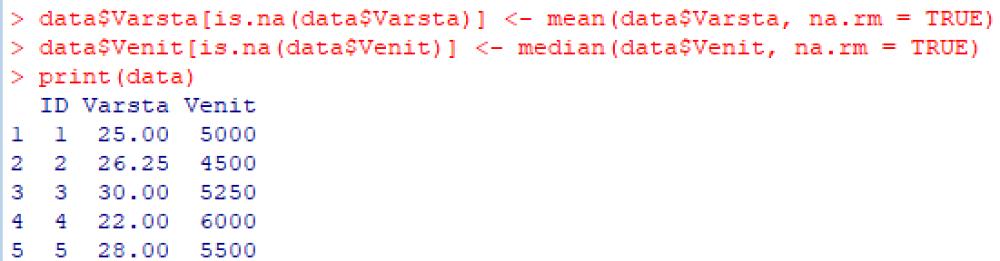 > data$Varsta[is.na(data$Varsta)] <- mean(data$Varsta, na.rm = TRUE)
> data$Venit[is.na(data$Venit)] <- median(data$Venit, na.rm = TRUE)
> print(data)
  ID Varsta Venit
1  1  25.00  5000
2  2  26.25  4500
3  3  30.00  5250
4  4  22.00  6000
5  5  28.00  5500